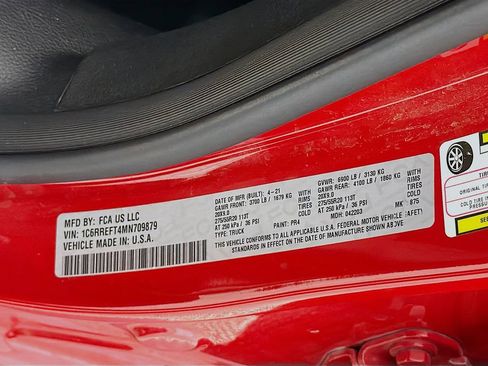 MFD BY: FCA US LLC
VIN: 1C6RREFT4MN709879
VEHICLE MADE IN U.S.A.
DATE OF MFR (BUILT): 4-21
GAWR FRONT: 3700 LB / 1679 KG WITH
275/55R20 113T TIRES
20X9.0 RIMS
AT 250 kPa / 36 PSI
TYPE: TRUCK PAINT: PR4
GVWR: 6900 LB / 3130 KG
GAWR REAR: 4100 LB / 1860 KG WITH
275/55R20 113T TIRES
20X9.0 RIMS
AT 250 kPa / 36 PSI
MDH: 042203 MK: 875
THIS VEHICLE CONFORMS TO ALL APPLICABLE U.S.A. FEDERAL MOTOR VEHICLE SAFETY,
STANDARDS IN EFFECT ON THE DATE OF MANUFACTURE SHOWN ABOVE